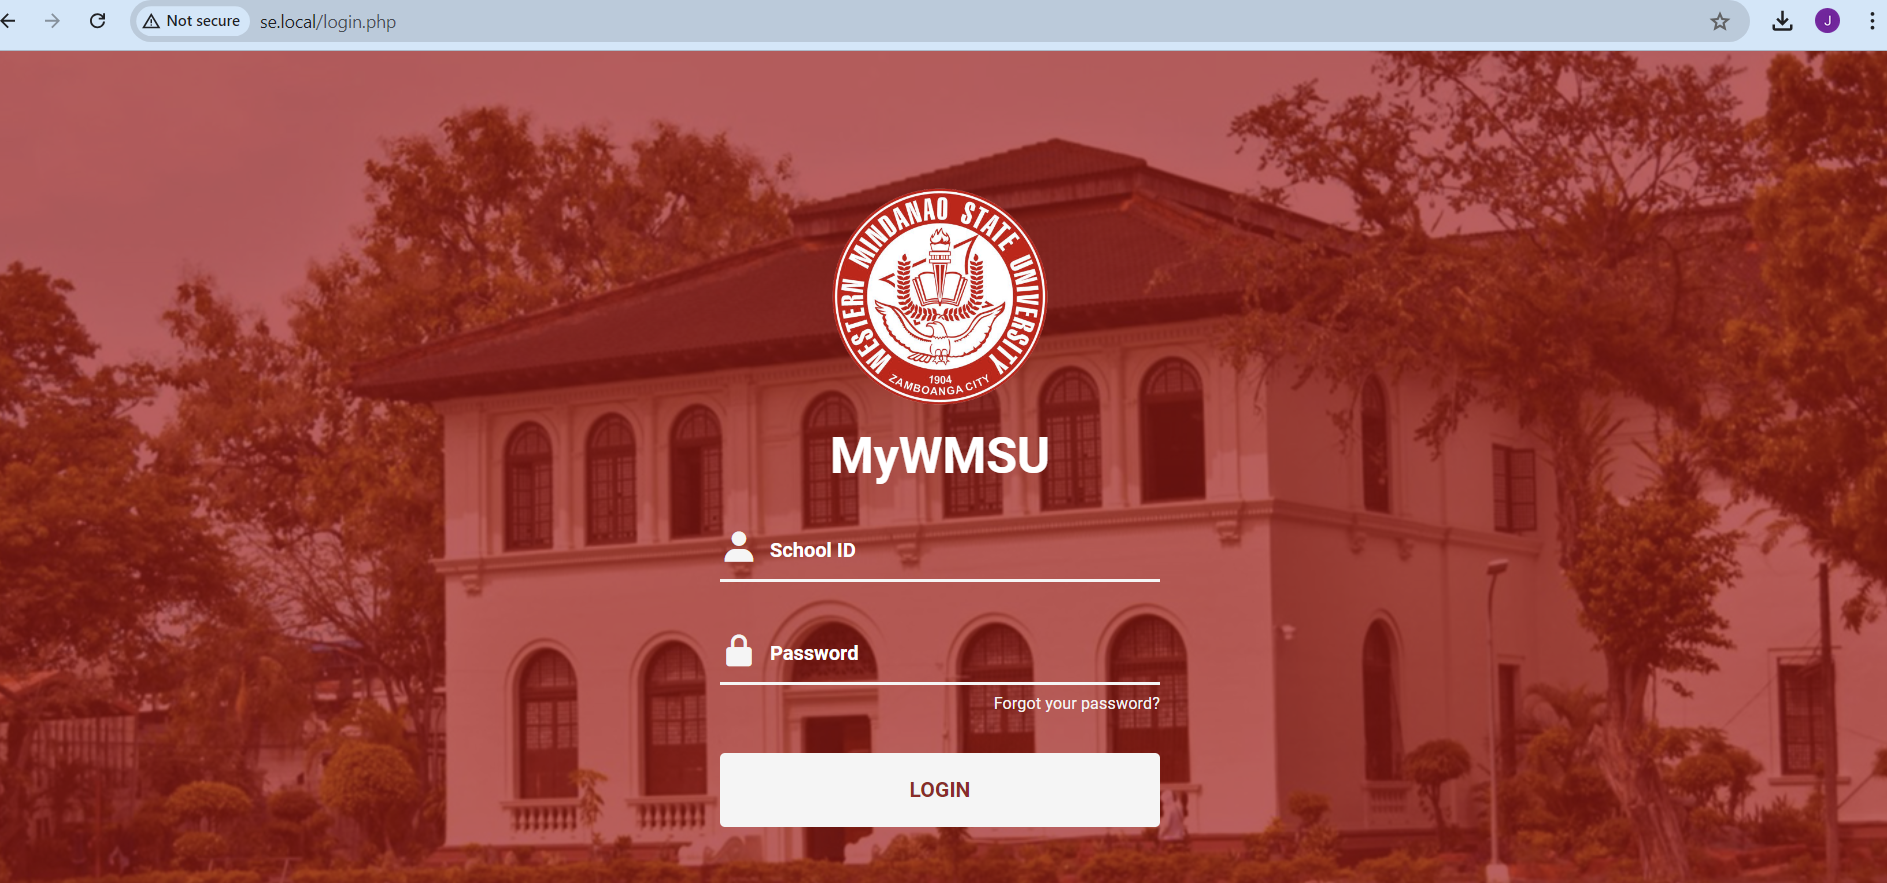 Not secure
se.local/login.php
J
WESTERN MINDANAO STATE UNIVERSITY
1904
ZAMBOANGA CITY
MyWMSU
School ID
Password
Forgot your password?
LOGIN